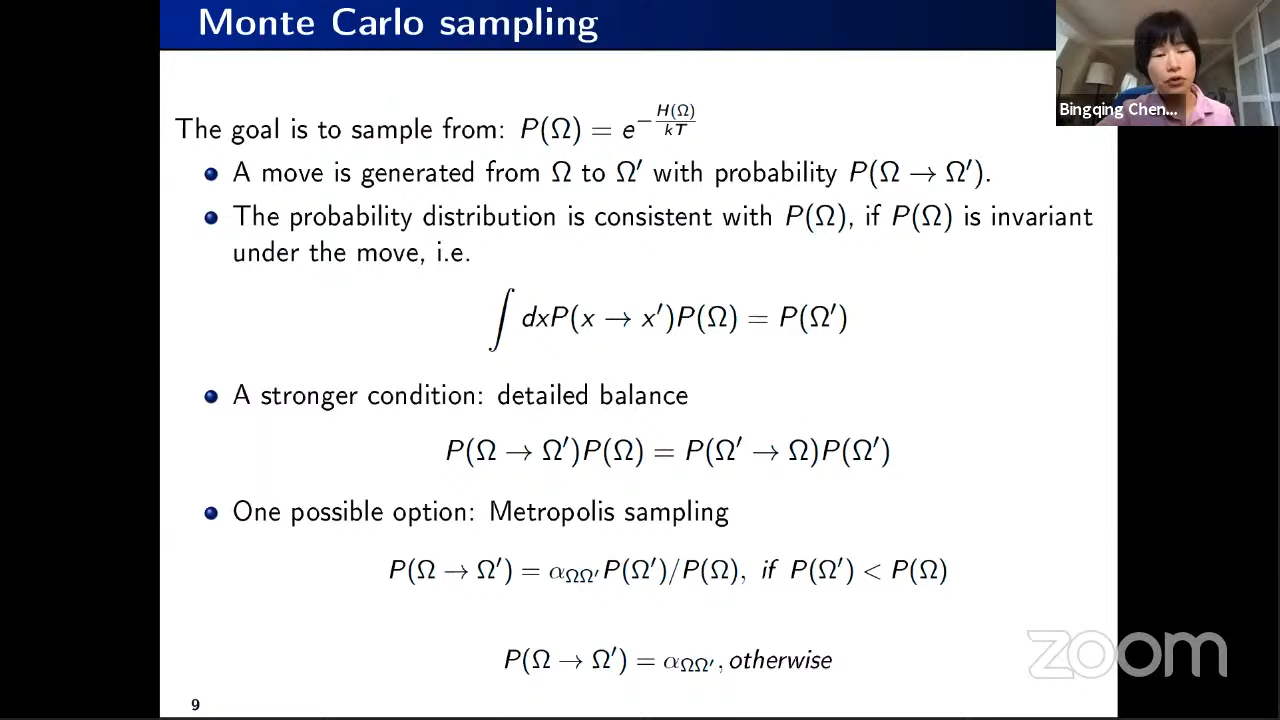 Monte Carlo sampling
Bingqing Chen...
The goal is to sample from: P(Ω) = e^{−H(Ω)/kT}
A move is generated from Ω to Ω′ with probability P(Ω → Ω′).
The probability distribution is consistent with P(Ω), if P(Ω) is invariant
under the move, i.e.
∫ dxP(x → x′)P(Ω) = P(Ω′)
A stronger condition: detailed balance
P(Ω → Ω′)P(Ω) = P(Ω′ → Ω)P(Ω′)
One possible option: Metropolis sampling
P(Ω → Ω′) = α_{ΩΩ′}P(Ω′)/P(Ω), if P(Ω′) < P(Ω)
P(Ω → Ω′) = α_{ΩΩ′}, otherwise
zoom
9